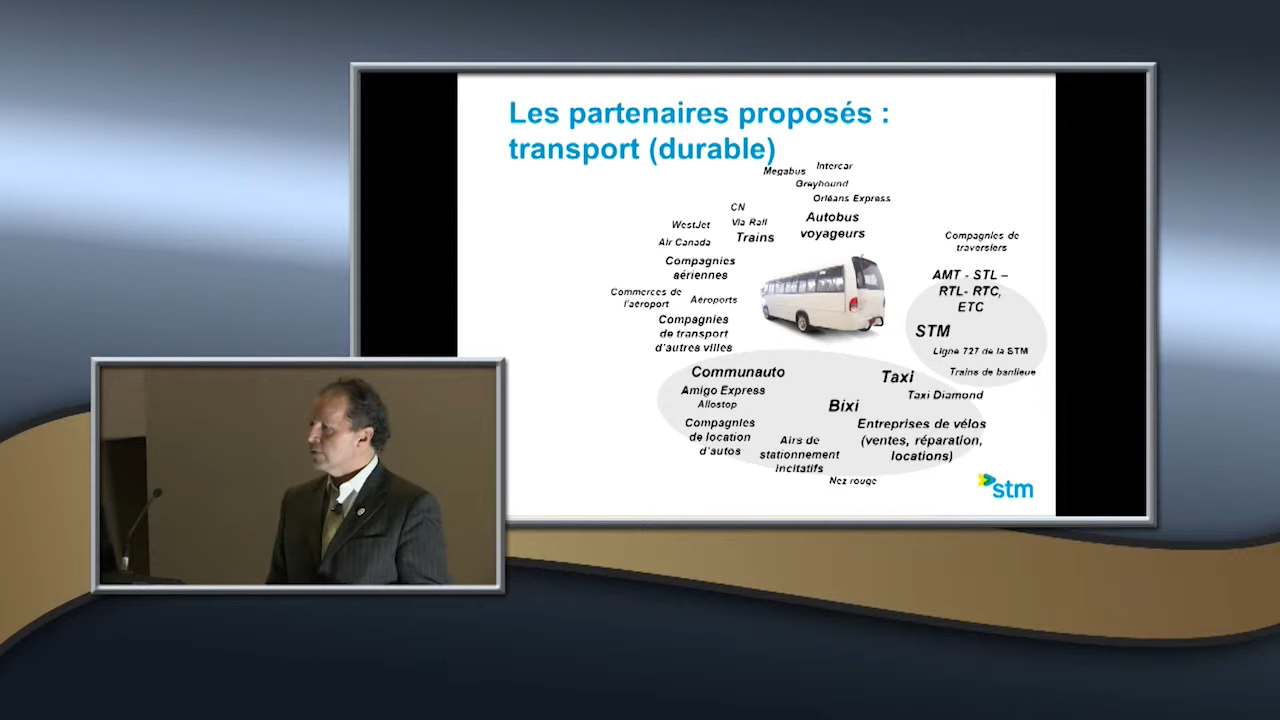 Les partenaires proposés :
transport (durable)
Megabus
Intercar
Greyhound
Orléans Express
Autobus
voyageurs
CN
Via Rail
Trains
WestJet
Air Canada
Compagnies
aériennes
Commerces de
l'aéroport
Aéroports
Compagnies
de transport
d'autres villes
Compagnies de
traversiers
AMT - STL –
RTL- RTC,
ETC
STM
Ligne 727 de la STM
Trains de banlieue
Communauto
Amigo Express
Allostop
Compagnies
de location
d'autos
Taxi
Taxi Diamond
Bixi
Entreprises de vélos
(ventes, réparation,
locations)
Airs de
stationnement
incitatifs
Nez rouge
stm